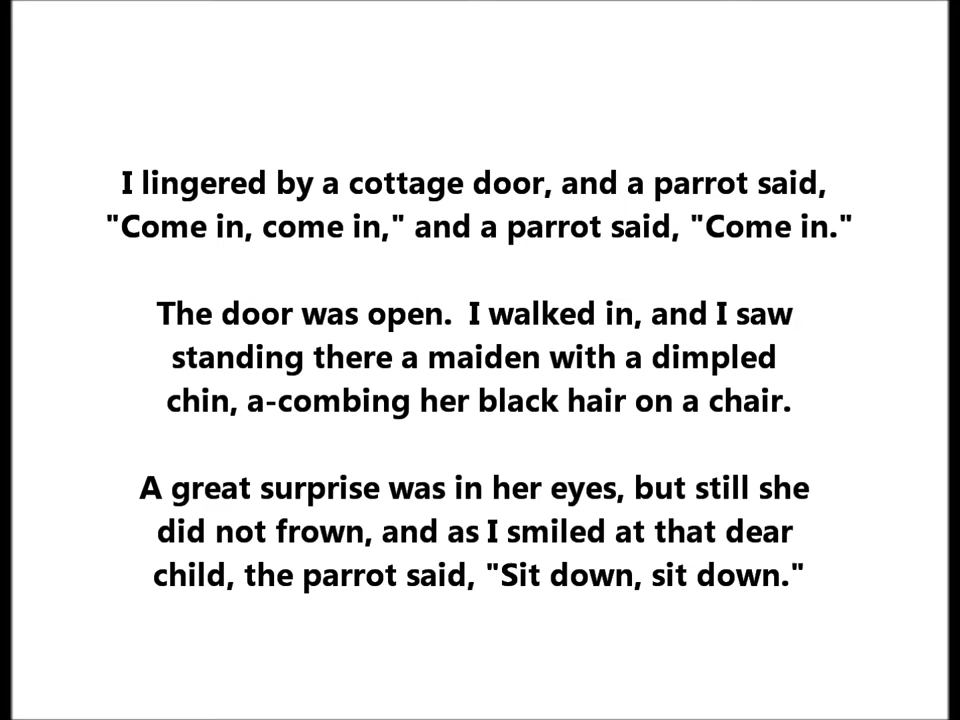 I lingered by a cottage door, and a parrot said,
"Come in, come in," and a parrot said, "Come in."
The door was open.  I walked in, and I saw
standing there a maiden with a dimpled
chin, a-combing her black hair on a chair.
A great surprise was in her eyes, but still she
did not frown, and as I smiled at that dear
child, the parrot said, "Sit down, sit down."